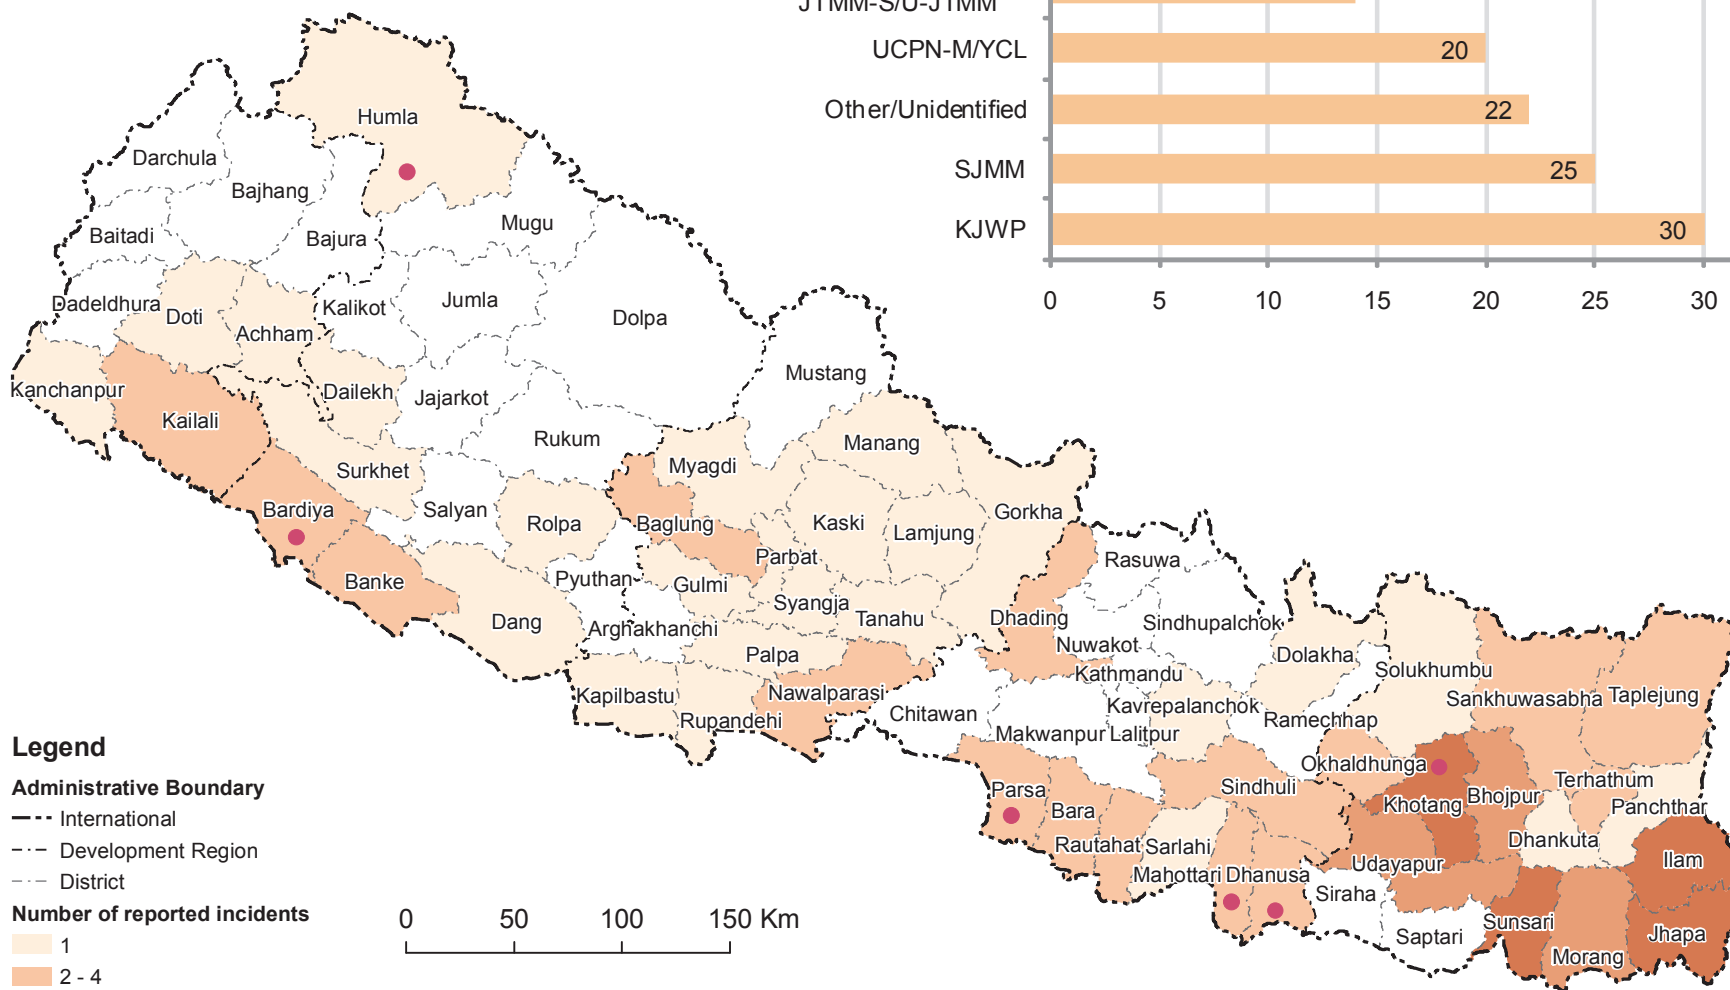 JTMM-S/U-JTMM
UCPN-M/YCL
20
Other/Unidentified
22
SJMM
25
KJWP
30
0 5 10 15 20 25 30
Humla
Darchula
Bajhang
Mugu
Baitadi
Bajura
Dadeldhura
Doti
Achham
Kalikot
Jumla
Dolpa
Kanchanpur
Kailali
Dailekh
Jajarkot
Mustang
Rukum
Manang
Surkhet
Myagdi
Bardiya
Salyan
Rolpa
Baglung
Kaski
Lamjung
Gorkha
Banke
Pyuthan
Gulmi
Parbat
Rasuwa
Dang
Arghakhanchi
Syangja
Tanahu
Dhading
Nuwakot
Sindhupalchok
Palpa
Kathmandu
Dolakha
Solukhumbu
Kapilbastu
Rupandehi
Nawalparasi
Chitawan
Kavrepalanchok
Sankhuwasabha
Taplejung
Makwanpur
Lalitpur
Ramechhap
Okhaldhunga
Parsa
Bara
Sindhuli
Khotang
Bhojpur
Terhathum
Panchthar
Rautahat
Sarlahi
Dhankuta
Mahottari
Dhanusa
Udayapur
Ilam
Siraha
Saptari
Sunsari
Morang
Jhapa
Legend
Administrative Boundary
International
Development Region
District
Number of reported incidents
1
2 - 4
0 50 100 150 Km